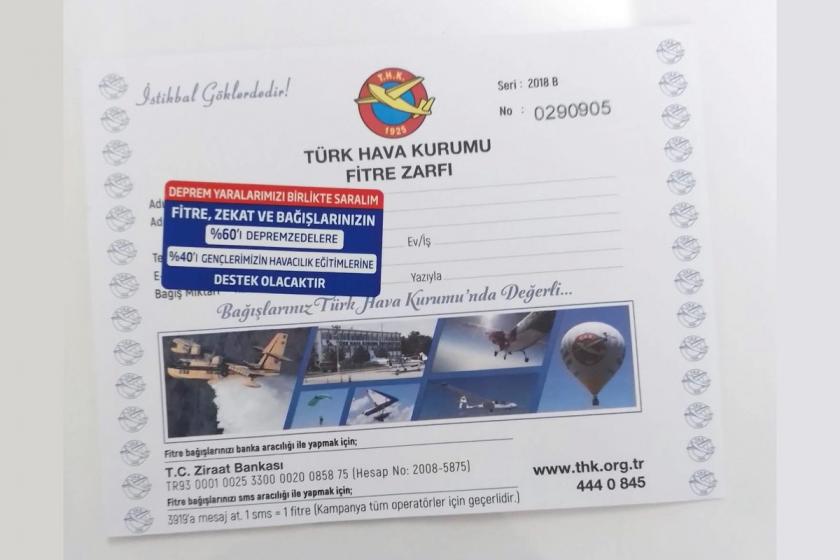 İstikbal Göklerdedir!
T.H.K.
1925
Seri : 2018 B
No : 0290905
TÜRK HAVA KURUMU
FİTRE ZARFI
DEPREM YARALARIMIZI BİRLİKTE SARALIM
FİTRE, ZEKAT VE BAĞIŞLARINIZIN
%60'I DEPREMZEDELERE
%40'I GENÇLERİMİZİN HAVACILIK EĞİTİMLERİNE
DESTEK OLACAKTIR
Ev/İş
Yazıyla
Bağış Miktarı
Bağışlarınız Türk Hava Kurumu'nda Değerli...
Fitre bağışlarınızı banka aracılığı ile yapmak için;
T.C. Ziraat Bankası
TR93 0001 0025 3300 0020 0858 75 (Hesap No: 2008-5875)
Fitre bağışlarınızı sms aracılığı ile yapmak için;
3919'a mesaj at. 1 sms = 1 fitre (Kampanya tüm operatörler için geçerlidir.)
www.thk.org.tr
444 0 845